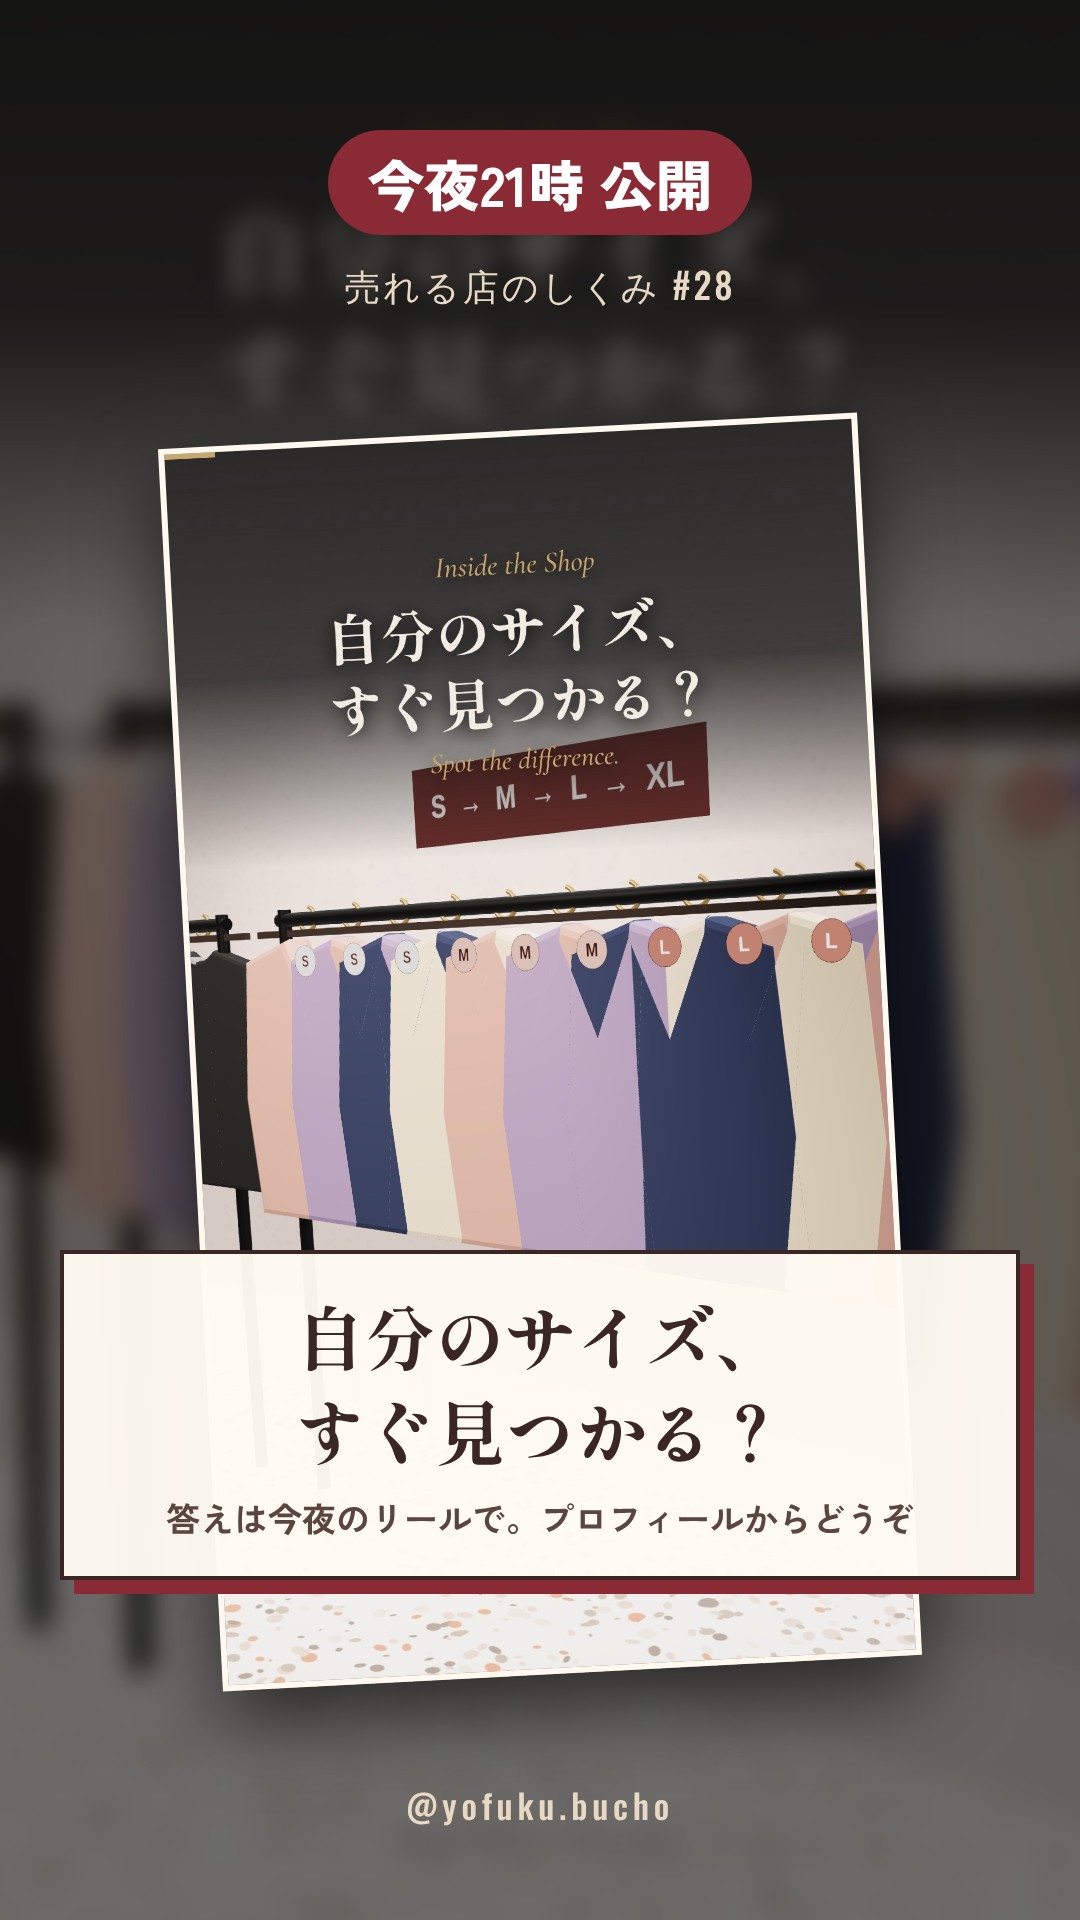 今夜21時 公開
売れる店のしくみ #28
Inside the Shop
自分のサイズ、
すぐ見つかる？
Spot the difference.
S → M → L → XL
S S S M M M L L L
自分のサイズ、
すぐ見つかる？
答えは今夜のリールで。プロフィールからどうぞ
@yofuku.bucho